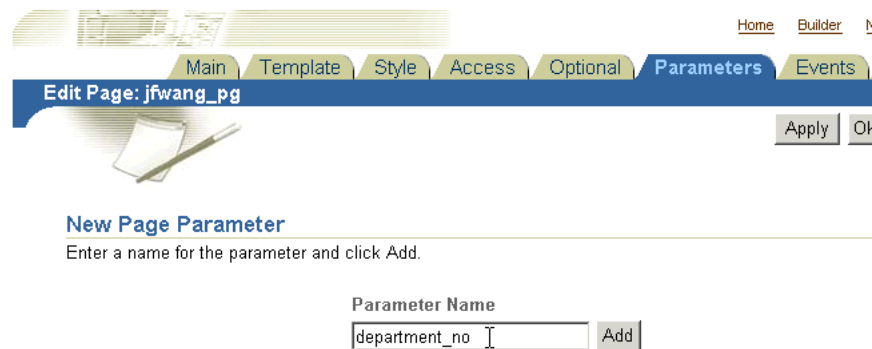 Home Builder
Main Template Style Access Optional Parameters Events
Edit Page: jfwang_pg
Apply
New Page Parameter
Enter a name for the parameter and click Add.
Parameter Name
department_no Add